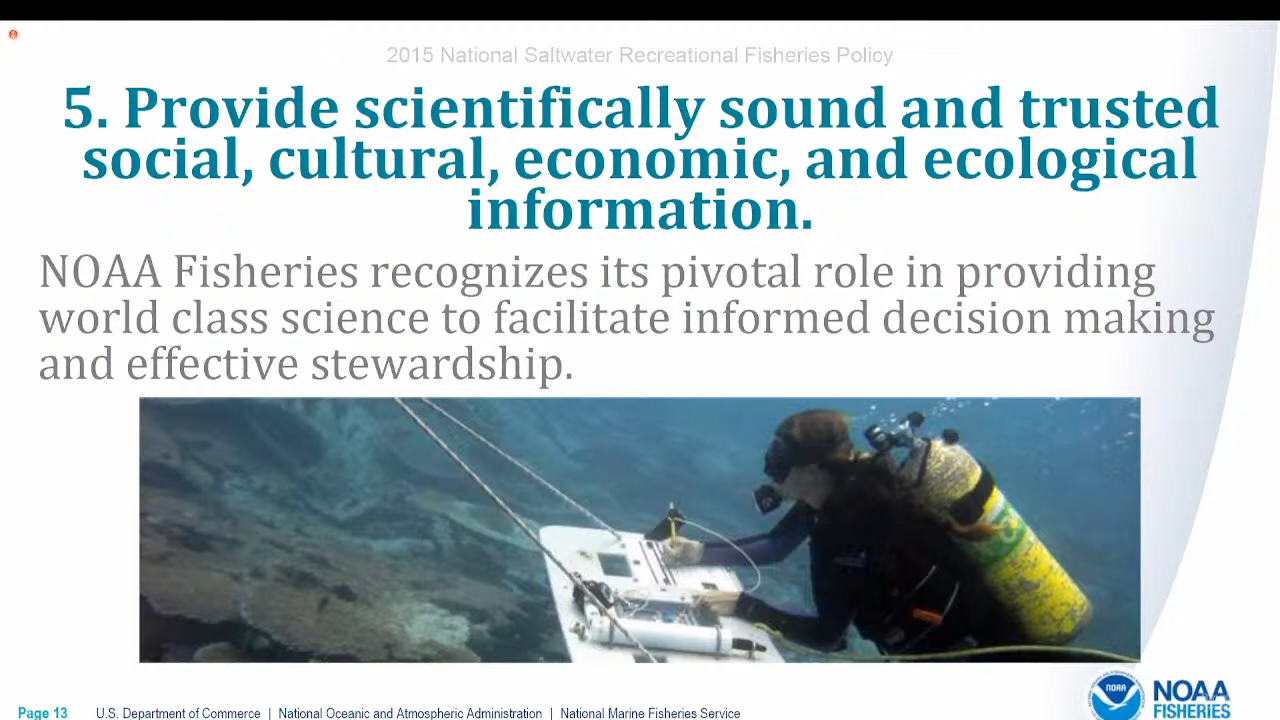 2015 National Saltwater Recreational Fisheries Policy
5. Provide scientifically sound and trusted
social, cultural, economic, and ecological
information.
NOAA Fisheries recognizes its pivotal role in providing
world class science to facilitate informed decision making
and effective stewardship.
Page 13 U.S. Department of Commerce | National Oceanic and Atmospheric Administration | National Marine Fisheries Service
NOAA
NOAA
FISHERIES